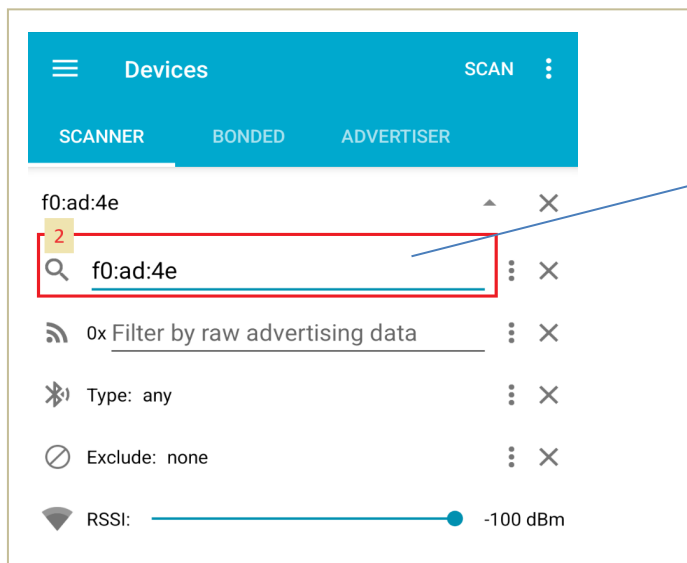 Devices SCAN
SCANNER BONDED ADVERTISER
f0:ad:4e
2
f0:ad:4e
0x Filter by raw advertising data
Type: any
Exclude: none
RSSI: -100 dBm